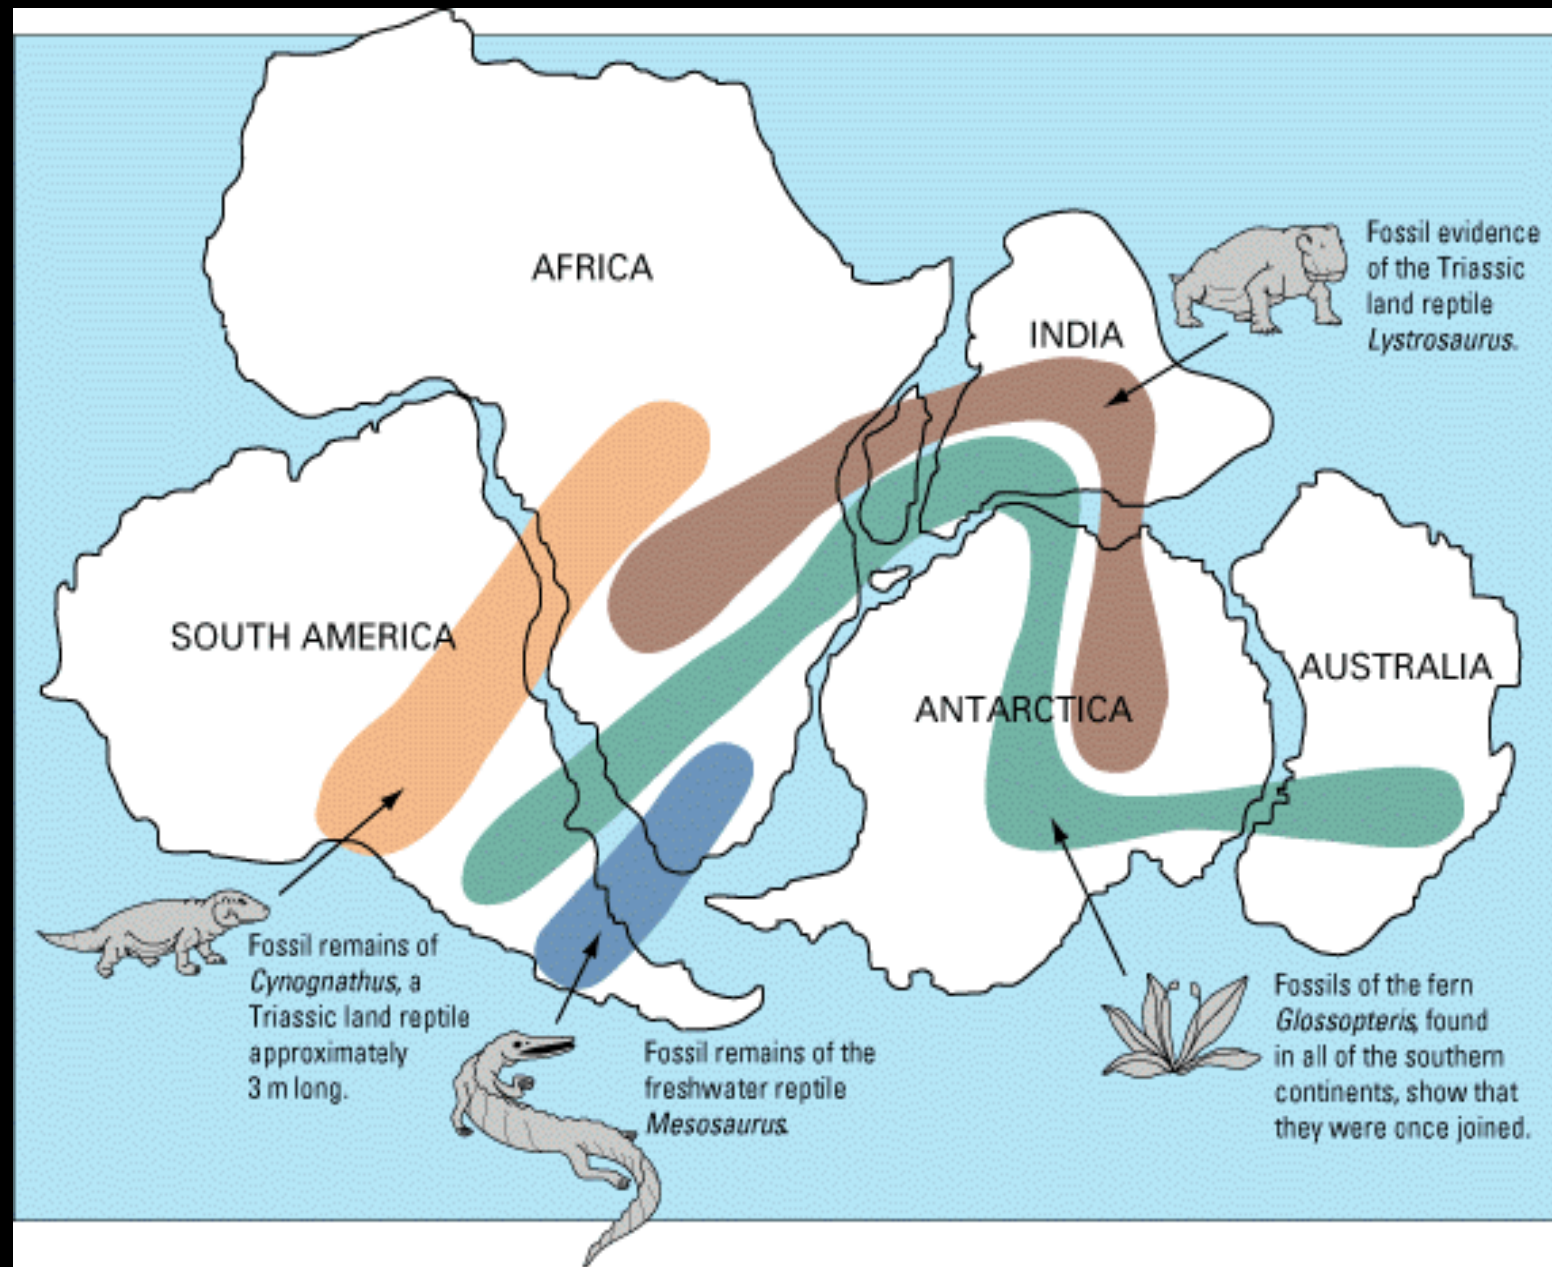 AFRICA
INDIA
Fossil evidence
of the Triassic
land reptile
Lystrosaurus.
SOUTH AMERICA
AUSTRALIA
ANTARCTICA
Fossil remains of
Cynognathus, a
Triassic land reptile
approximately
3 m long.
Fossil remains of the
freshwater reptile
Mesosaurus.
Fossils of the fern
Glossopteris, found
in all of the southern
continents, show that
they were once joined.